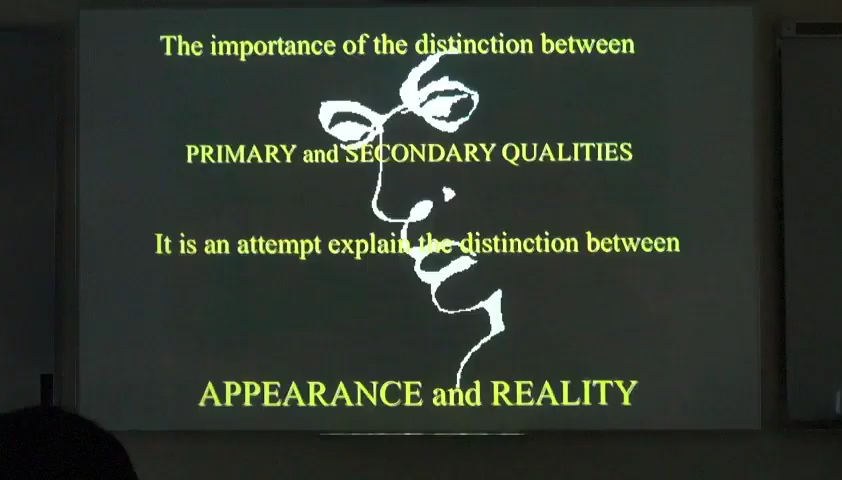 The importance of the distinction between
PRIMARY and SECONDARY QUALITIES
It is an attempt explain the distinction between
APPEARANCE and REALITY